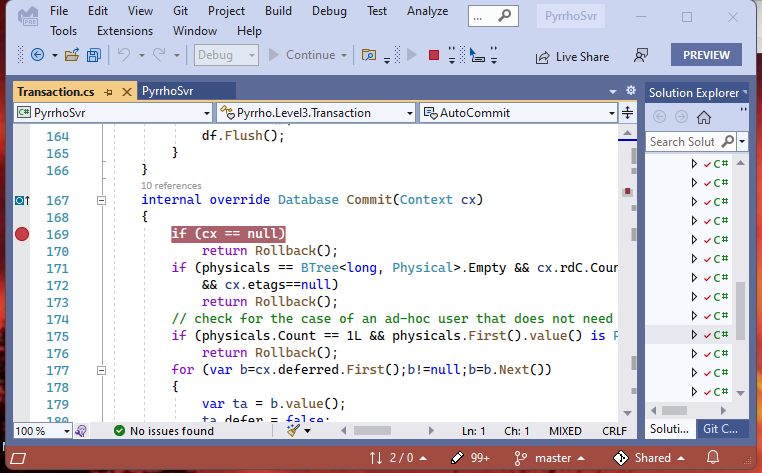 File Edit View Git Project Debug Test Analyze
Build
Tools Extensions Window Help
... PyrrhoSvr
Debug Continue Live Share PREVIEW
Transaction.cs PyrrhoSvr
Solution Explorer
C# PyrrhoSvr Pyrrho.Level3.Transaction AutoCommit
Search Solut
164 df.Flush();
165 }
166 }
10 references
167 internal override Database Commit(Context cx)
168 {
169 if (cx == null)
170 return Rollback();
171 if (physicals == BTree<long, Physical>.Empty && cx.rdC.Coun
172 && cx.etags==null)
173 return Rollback();
174 // check for the case of an ad-hoc user that does not need
175 if (physicals.Count == 1L && physicals.First().value() is P
176 return Rollback();
177 for (var b=cx.deferred.First();b!=null;b=b.Next())
178 {
179 var ta = b.value();
180 ta.defer = false;
C#
C#
C#
C#
C#
C#
C#
C#
C#
C#
C#
C#
C#
100 % No issues found Ln: 1 Ch: 1 MIXED CRLF
Soluti... Git C...
2 / 0 99+ master Shared